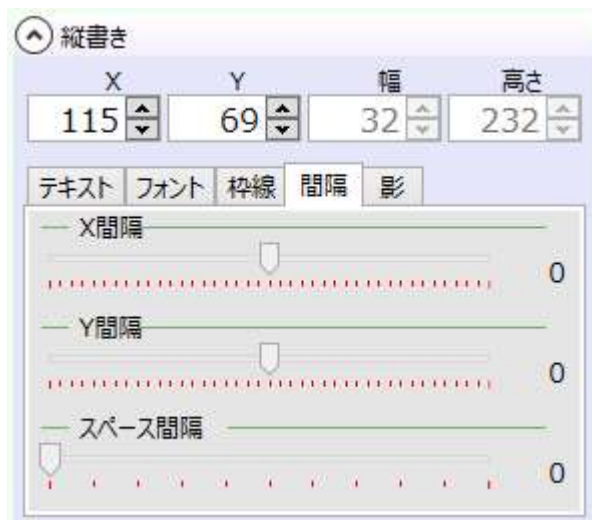 縦書き
X Y 幅 高さ
115 69 32 232
テキスト フォント 枠線 間隔 影
X間隔
0
Y間隔
0
スペース間隔
0